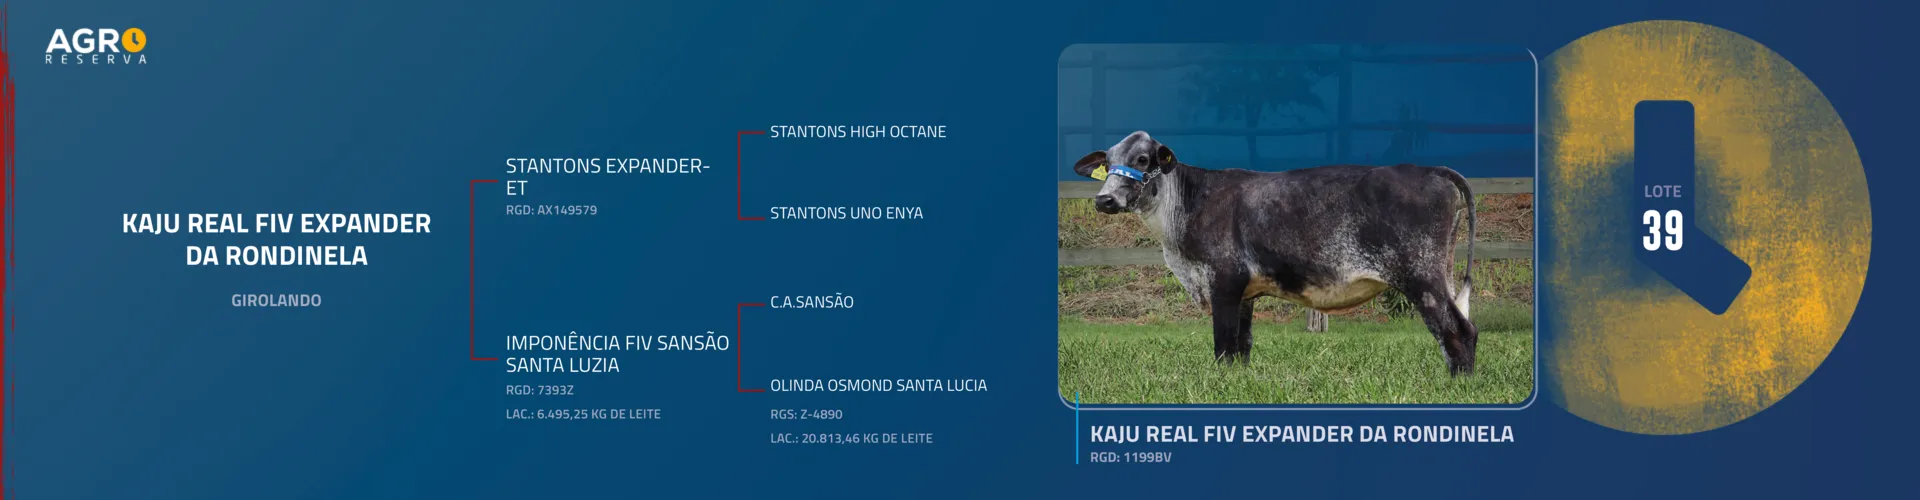 AGRO
RESERVA
KAJU REAL FIV EXPANDER
DA RONDINELA
GIROLANDO
STANTONS EXPANDER-
ET
RGD: AX149579
IMPONÊNCIA FIV SANSÃO
SANTA LUZIA
RGD: 7393Z
LAC.: 6.495,25 KG DE LEITE
STANTONS HIGH OCTANE
STANTONS UNO ENYA
C.A.SANSÃO
OLINDA OSMOND SANTA LUCIA
RGS: Z-4890
LAC.: 20.813,46 KG DE LEITE
KAJU REAL FIV EXPANDER DA RONDINELA
RGD: 1199BV
LOTE
39